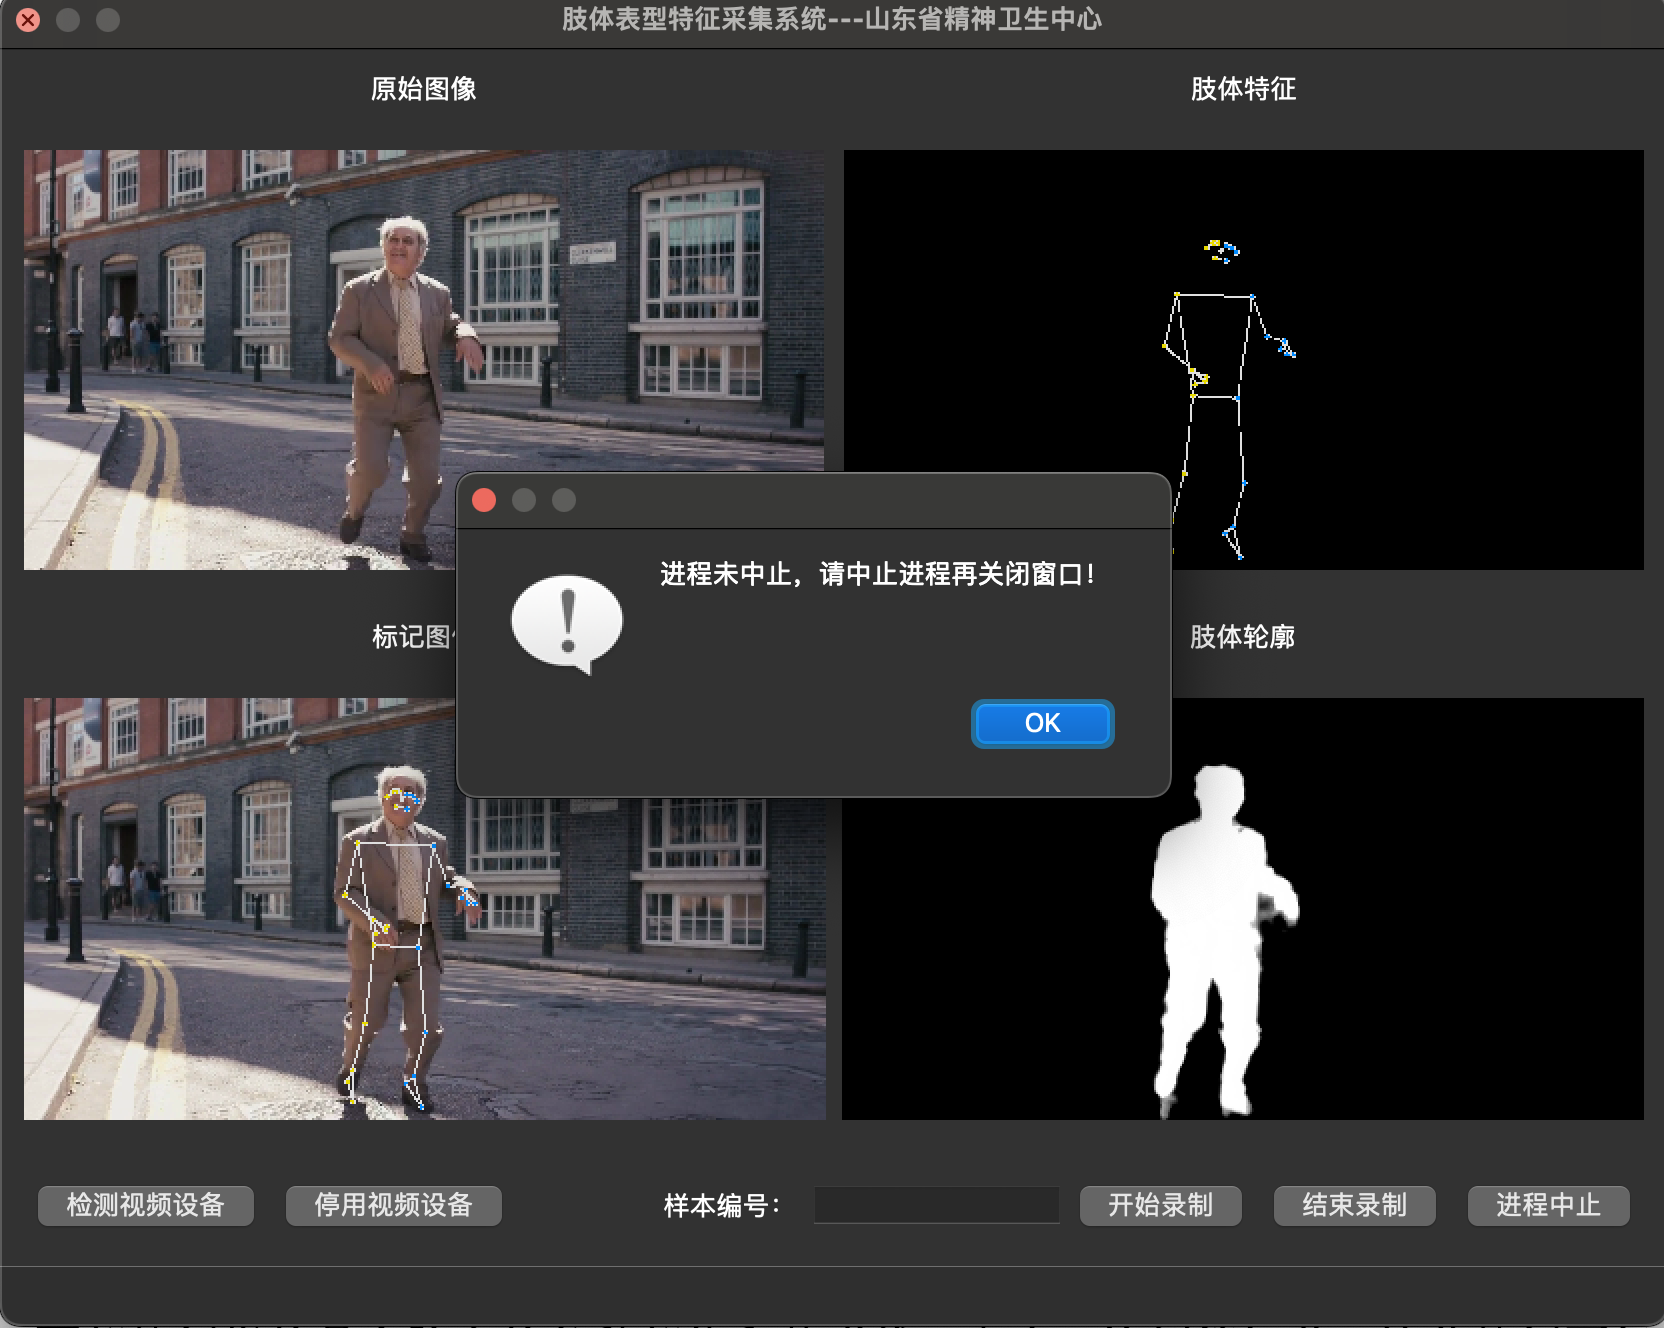 肢体表型特征采集系统---山东省精神卫生中心
原始图像
肢体特征
进程未中止，请中止进程再关闭窗口！
OK
标记图
肢体轮廓
检测视频设备
停用视频设备
样本编号：
开始录制
结束录制
进程中止